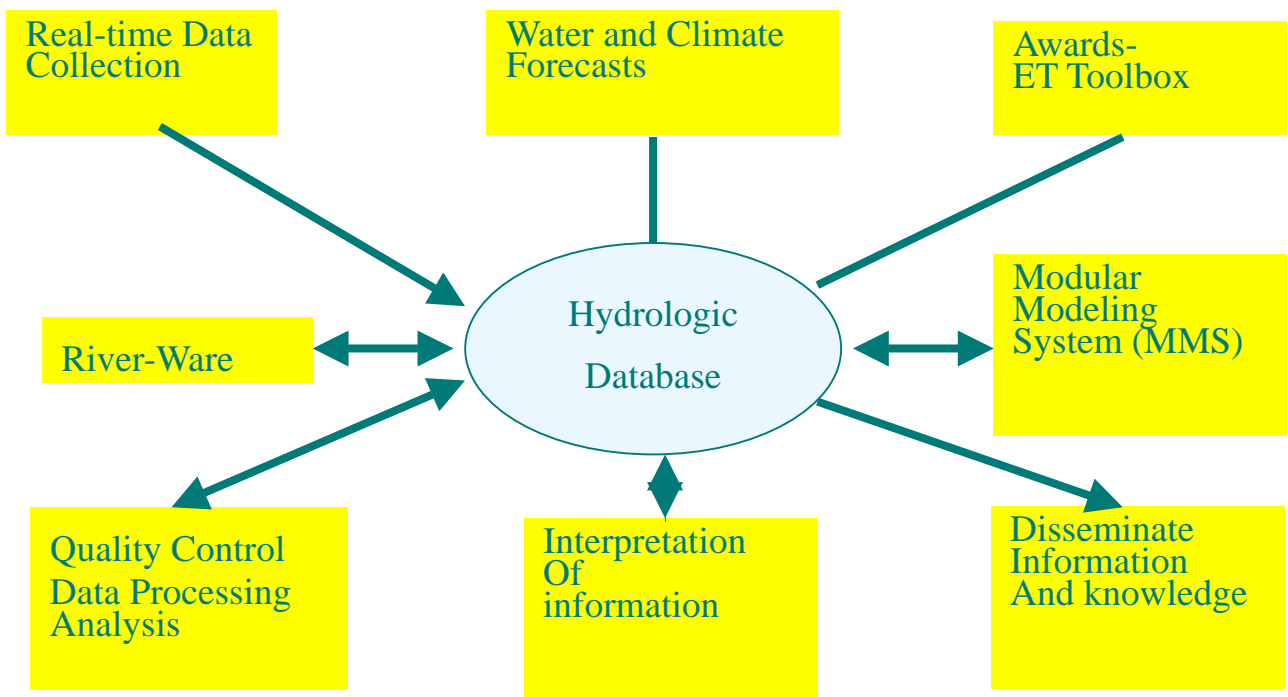 Real-time Data
Collection
Water and Climate
Forecasts
Awards-
ET Toolbox
Hydrologic
Database
Modular
Modeling
System (MMS)
River-Ware
Quality Control
Data Processing
Analysis
Interpretation
Of
information
Disseminate
Information
And knowledge